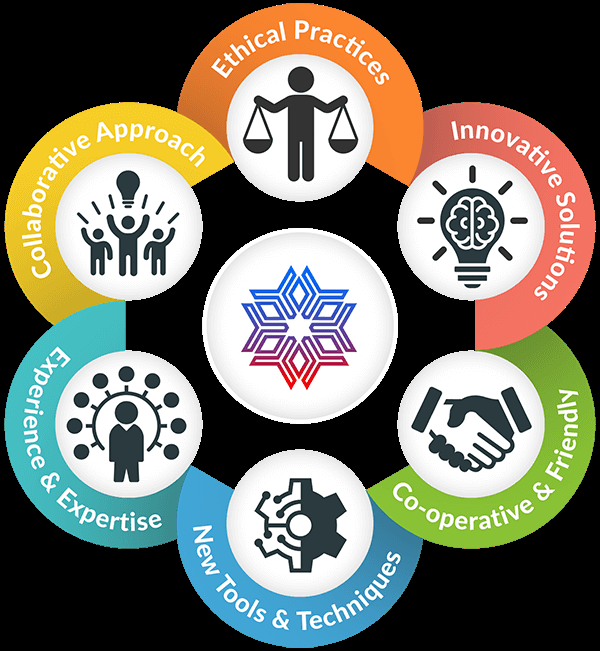 Ethical Practices
Innovative Solutions
Co-operative & Friendly
New Tools & Techniques
Experience & Expertise
Collaborative Approach